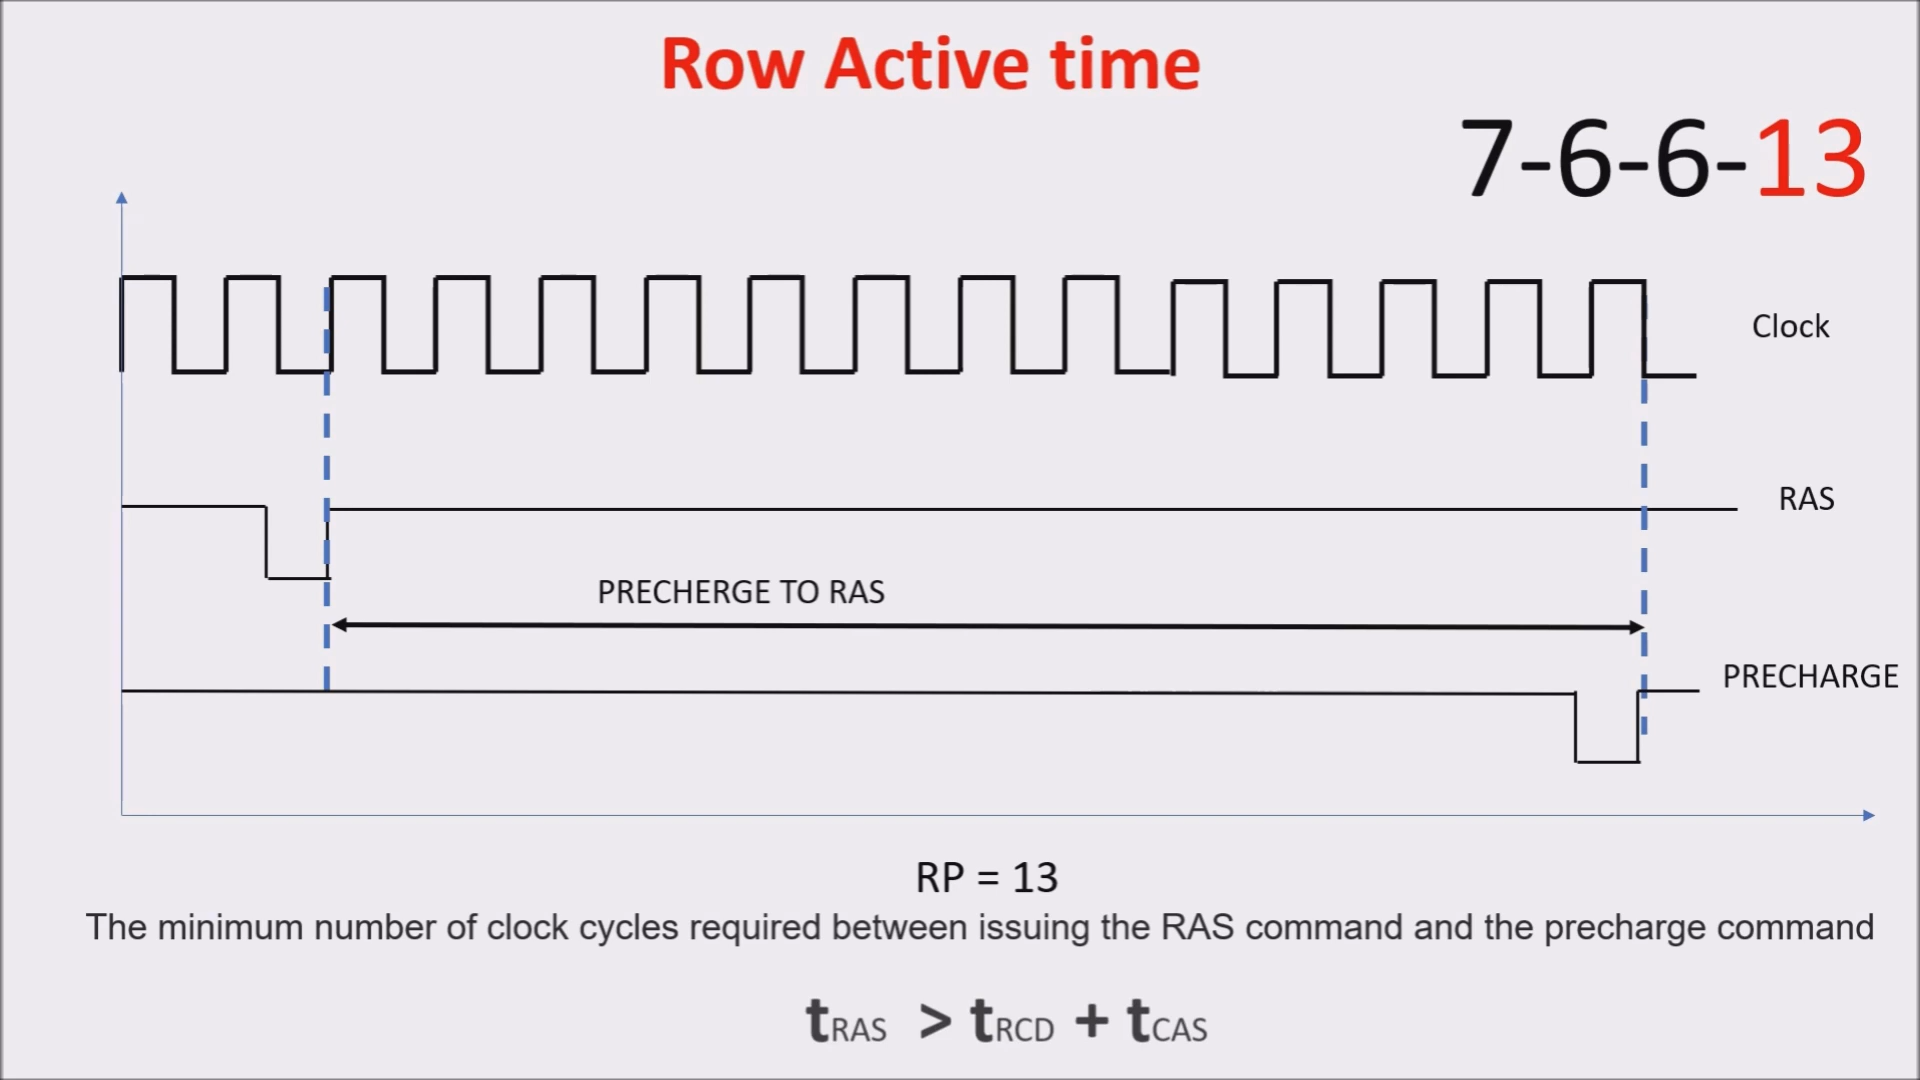 Row Active time
7-6-6-13
Clock
RAS
PRECHERGE TO RAS
PRECHARGE
RP = 13
The minimum number of clock cycles required between issuing the RAS command and the precharge command
tRAS > tRCD + tCAS